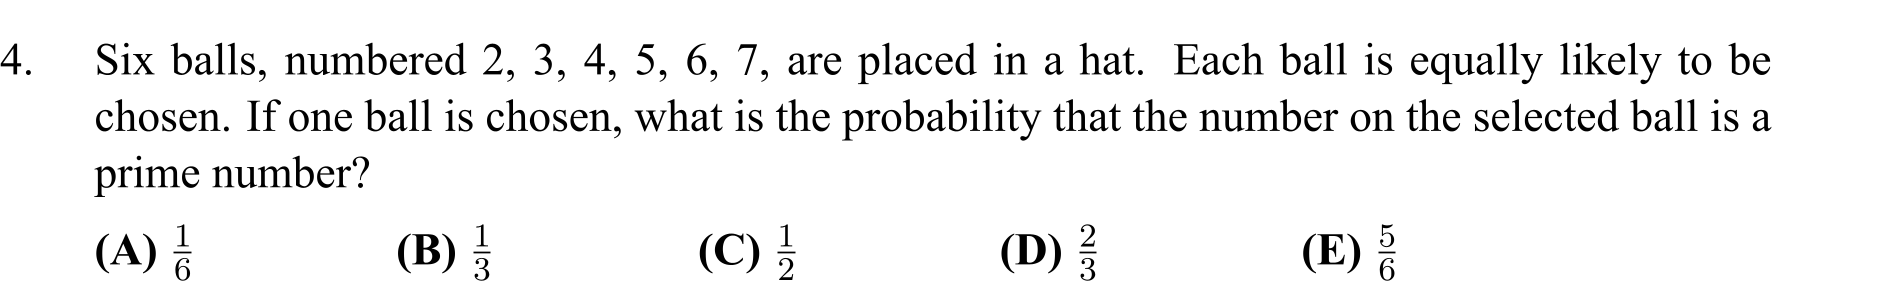 4. Six balls, numbered 2, 3, 4, 5, 6, 7, are placed in a hat. Each ball is equally likely to be
chosen. If one ball is chosen, what is the probability that the number on the selected ball is a
prime number?
(A) 1/6 (B) 1/3 (C) 1/2 (D) 2/3 (E) 5/6